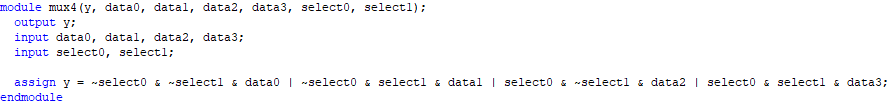 module mux4(y, data0, data1, data2, data3, select0, select1);
output y;
input data0, data1, data2, data3;
input select0, select1;
assign y = ~select0 & ~select1 & data0 | ~select0 & select1 & data1 | select0 & ~select1 & data2 | select0 & select1 & data3;
endmodule